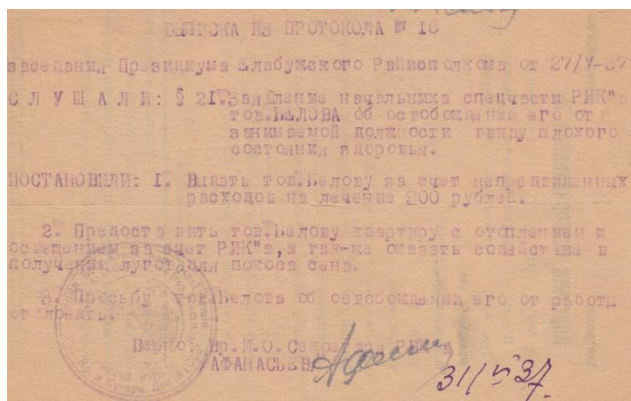 ВЫПИСКА ИЗ ПРОТОКОЛА № 18
заседания Президиума Елабужского Райисполкома от 27/V-37
С Л У Ш А Л И: § 21. Заявление начальника спецчасти РИК"а
тов.БЕЛОВА об освобождении его от
занимаемой должности ввиду плохого
состояния здоровья.
ПОСТАНОВИЛИ: I. Выдать тов.Белову за счет непредвиденных
расходов на лечение 200 рублей.
2. Предоставить тов.Белову квартиру с отоплением и
освещением за счет РИК"а, а так-же оказать содействие в
получении луга для покоса сена.
3. Просьбу тов.Белова об освобождении его от работы
отклонить.
Верно: Вр.И.О.Секретаря РИК"а
/АФАНАСЬЕВ/
31/V 37.